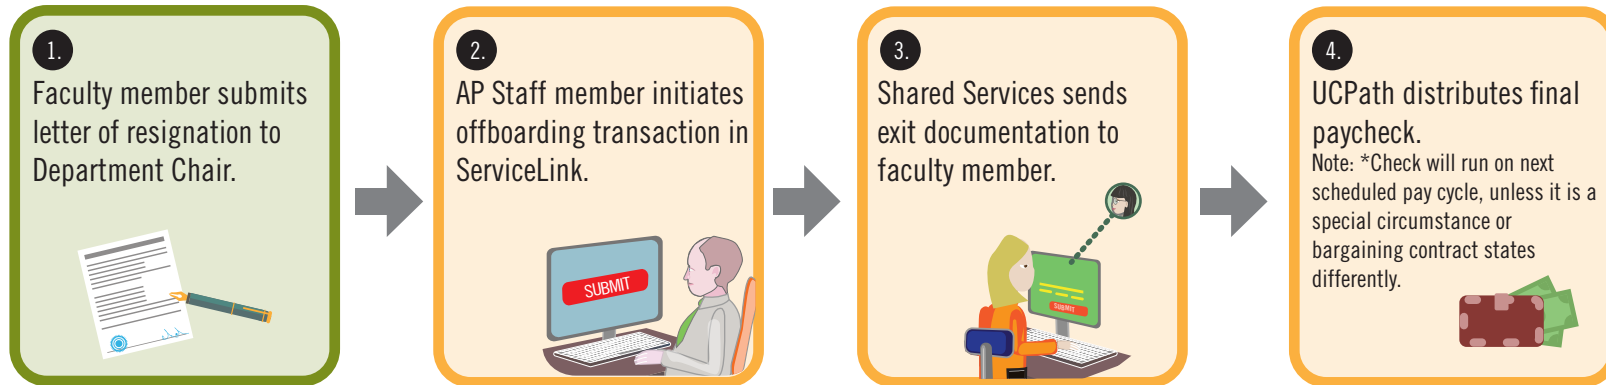 1.
Faculty member submits
letter of resignation to
Department Chair.
2.
AP Staff member initiates
offboarding transaction in
ServiceLink.
SUBMIT
3.
Shared Services sends
exit documentation to
faculty member.
SUBMIT
4.
UCPath distributes final
paycheck.
Note: *Check will run on next
scheduled pay cycle, unless it is a
special circumstance or
bargaining contract states
differently.